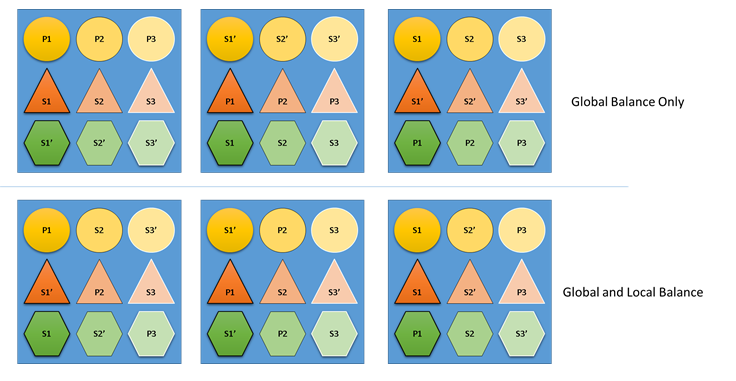 P1 P2 P3 S1' S2' S3' S1 S2 S3
S1 S2 S3 P1 P2 P3 S1' S2' S3'
Global Balance Only
S1' S2' S3' S1 S2 S3 P1 P2 P3
P1 S2 S3' S1' P2 S3 S1 S2' P3
S1' P2 S3 P1 S2 S3' S1 S2' P3
Global and Local Balance
S1 S2' P3 S1' P2 S3 P1 S2 S3'